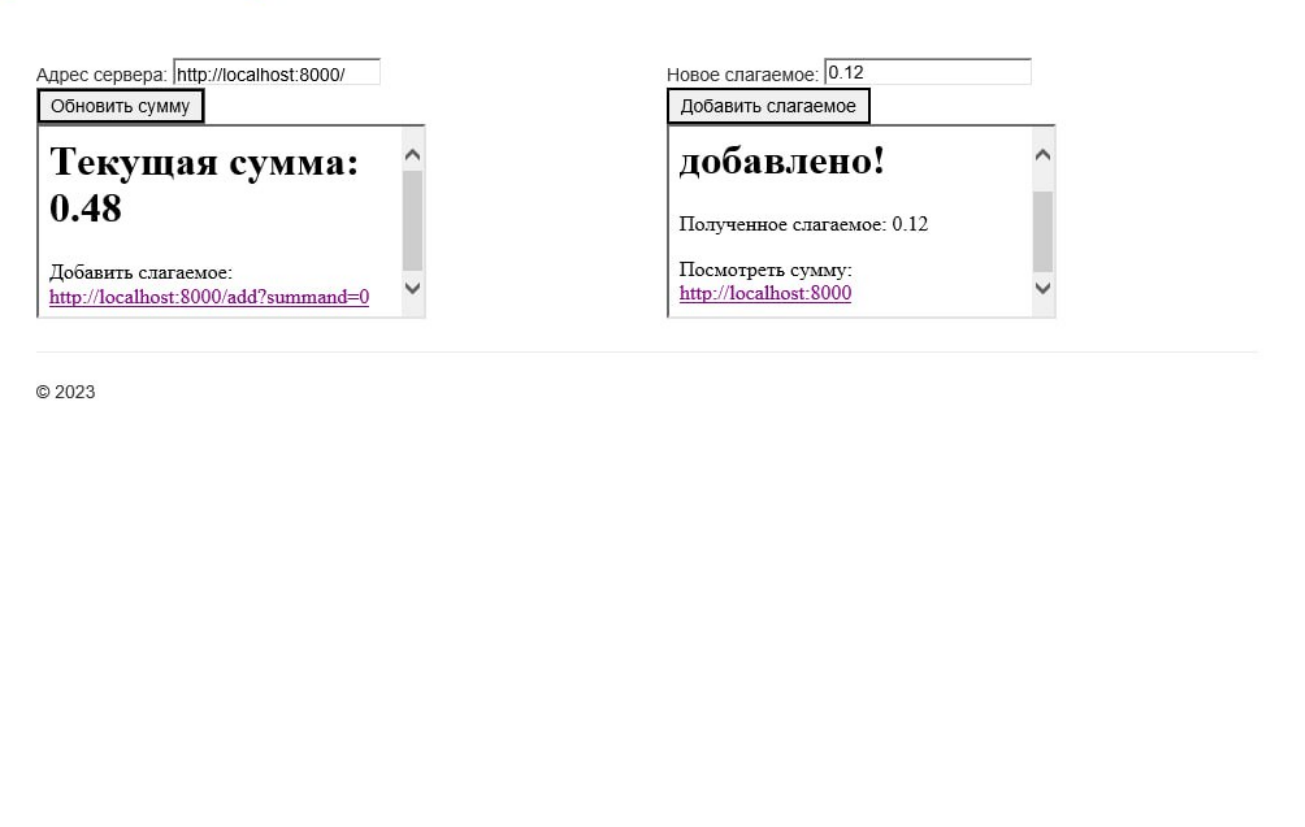 Адрес сервера: http://localhost:8000/
Обновить сумму
Текущая сумма:
0.48
Добавить слагаемое:
http://localhost:8000/add?summand=0
Новое слагаемое: 0.12
Добавить слагаемое
добавлено!
Полученное слагаемое: 0.12
Посмотреть сумму:
http://localhost:8000
© 2023